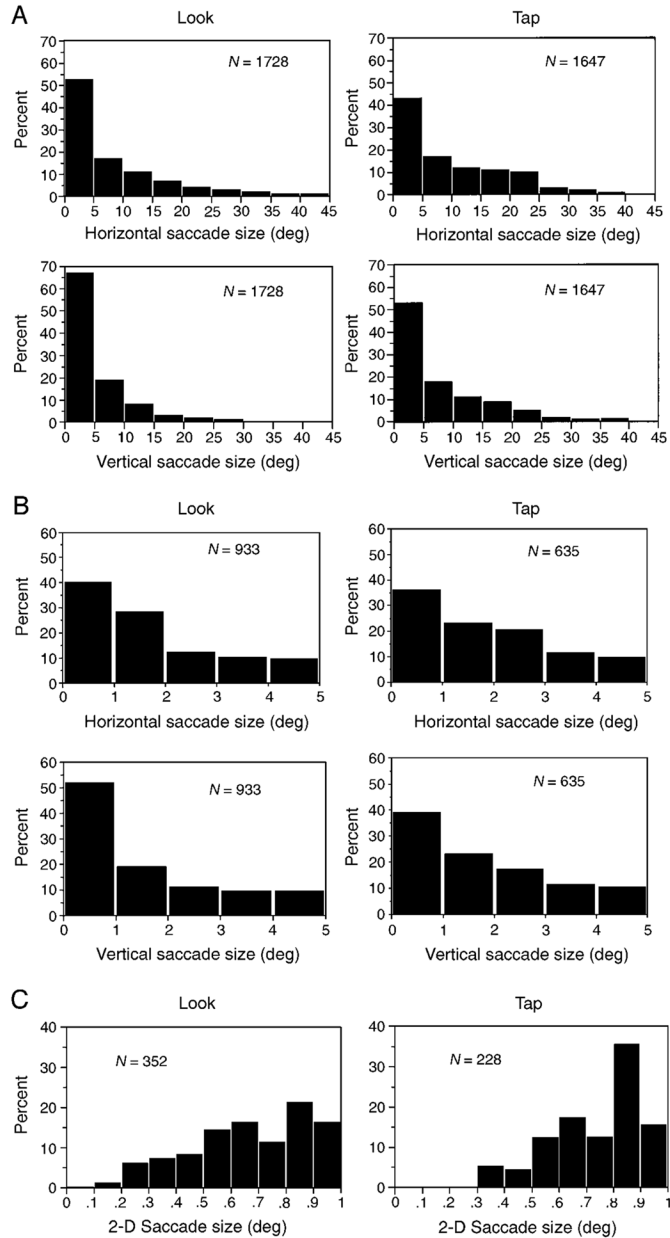 A
Look
Tap
Percent
70
60
50
40
30
20
10
0
N = 1728
0 5 10 15 20 25 30 35 40 45
Horizontal saccade size (deg)
Percent
70
60
50
40
30
20
10
0
N = 1647
0 5 10 15 20 25 30 35 40 45
Horizontal saccade size (deg)
Percent
70
60
50
40
30
20
10
0
N = 1728
0 5 10 15 20 25 30 35 40 45
Vertical saccade size (deg)
Percent
70
60
50
40
30
20
10
0
N = 1647
0 5 10 15 20 25 30 35 40 45
Vertical saccade size (deg)
B
Look
Tap
Percent
60
50
40
30
20
10
0
N = 933
0 1 2 3 4 5
Horizontal saccade size (deg)
Percent
60
50
40
30
20
10
0
N = 635
0 1 2 3 4 5
Horizontal saccade size (deg)
Percent
60
50
40
30
20
10
0
N = 933
0 1 2 3 4 5
Vertical saccade size (deg)
Percent
60
50
40
30
20
10
0
N = 635
0 1 2 3 4 5
Vertical saccade size (deg)
C
Look
Tap
Percent
40
30
20
10
0
N = 352
0 .1 .2 .3 .4 .5 .6 .7 .8 .9 1
2-D Saccade size (deg)
40
30
20
10
0
N = 228
0 .1 .2 .3 .4 .5 .6 .7 .8 .9 1
2-D Saccade size (deg)